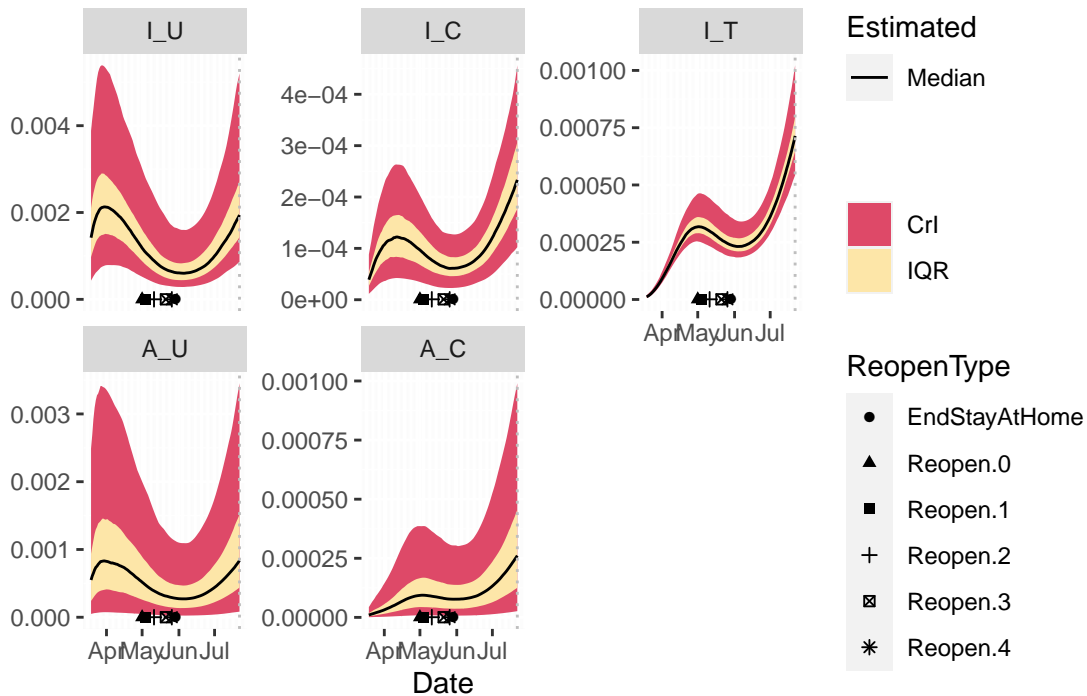 I_U
I_C
I_T
0.004
0.002
0.000
4e−04
3e−04
2e−04
1e−04
0e+00
0.00100
0.00075
0.00050
0.00025
0.00000
Apr May Jun Jul
A_U
A_C
0.003
0.002
0.001
0.000
0.00100
0.00075
0.00050
0.00025
0.00000
Apr May Jun Jul
Apr May Jun Jul
Date
Estimated
Median
CrI
IQR
ReopenType
EndStayAtHome
Reopen.0
Reopen.1
Reopen.2
Reopen.3
Reopen.4